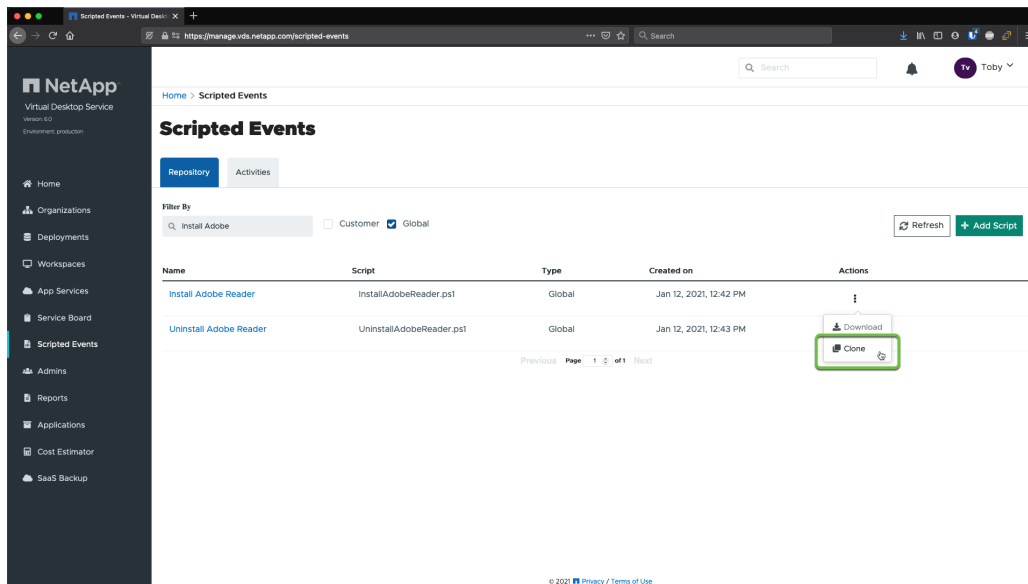 Scripted Events - Virtual Deskt
https://manage.vds.netapp.com/scripted-events
Search
NetApp
Virtual Desktop Service
Version: 6.0
Environment: production
Search
Tv Toby
Home > Scripted Events
Scripted Events
Repository Activities
Filter By
Install Adobe
Customer Global
Refresh
+ Add Script
Home
Organizations
Deployments
Workspaces
App Services
Service Board
Scripted Events
Admins
Reports
Applications
Cost Estimator
SaaS Backup
Name Script Type Created on Actions
Install Adobe Reader InstallAdobeReader.ps1 Global Jan 12, 2021, 12:42 PM
Uninstall Adobe Reader UninstallAdobeReader.ps1 Global Jan 12, 2021, 12:43 PM
Download
Clone
Previous Page 1 of 1 Next
© 2021 Privacy / Terms of Use